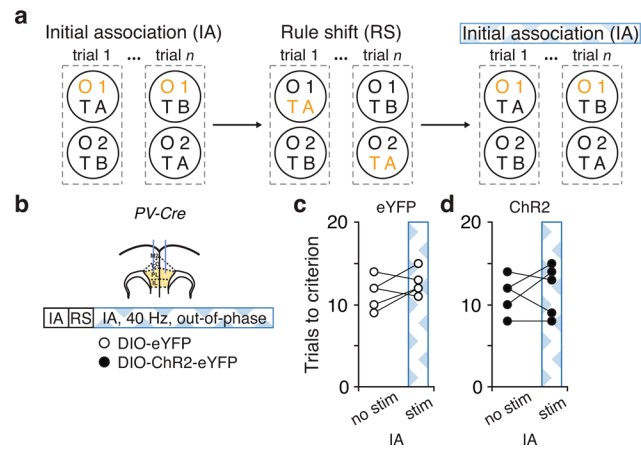 a
Initial association (IA)
Rule shift (RS)
Initial association (IA)
trial 1 ... trial n
trial 1 ... trial n
trial 1 ... trial n
O 1
T A
O 1
T B
O 1
T A
O 1
T B
O 1
T A
O 1
T B
O 2
T B
O 2
T A
O 2
T B
O 2
T A
O 2
T B
O 2
T A
b
PV-Cre
PL
IA RS IA, 40 Hz, out-of-phase
DIO-eYFP
DIO-ChR2-eYFP
c
eYFP
Trials to criterion
20
10
0
no stim
stim
IA
d
ChR2
20
10
0
no stim
stim
IA